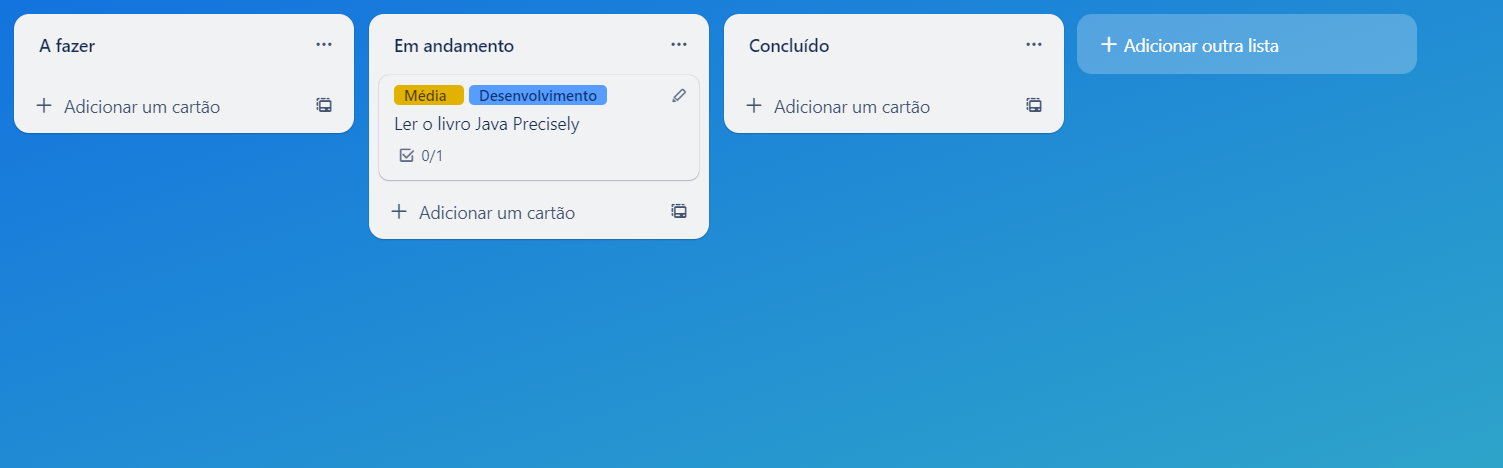 A fazer
Adicionar um cartão
Em andamento
Média
Desenvolvimento
Ler o livro Java Precisely
0/1
Adicionar um cartão
Concluído
Adicionar um cartão
Adicionar outra lista